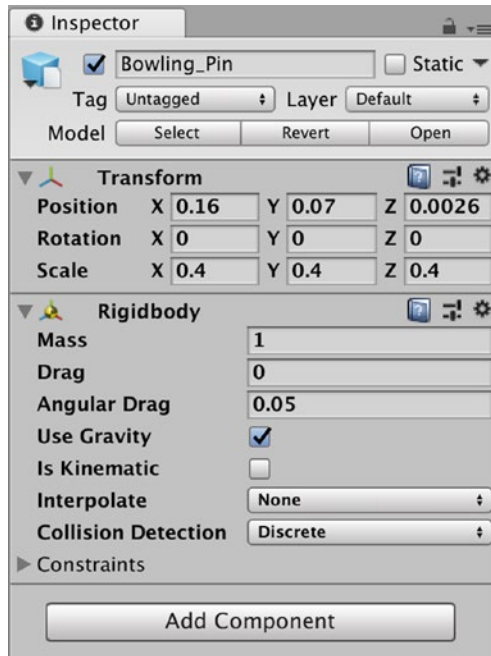 Inspector
Bowling_Pin Static
Tag Untagged Layer Default
Model Select Revert Open
Transform
Position X 0.16 Y 0.07 Z 0.0026
Rotation X 0 Y 0 Z 0
Scale X 0.4 Y 0.4 Z 0.4
Rigidbody
Mass 1
Drag 0
Angular Drag 0.05
Use Gravity
Is Kinematic
Interpolate None
Collision Detection Discrete
Constraints
Add Component